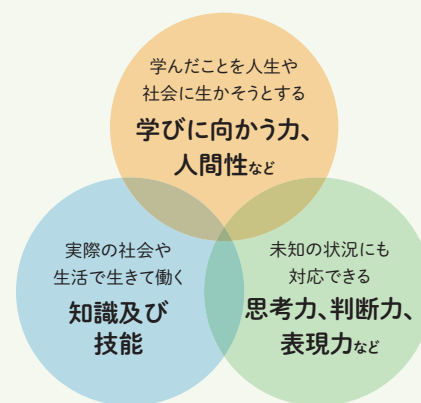 学んだことを人生や
社会に生かそうとする
学びに向かう力、
人間性など
実際の社会や
生活で生きて働く
知識及び
技能
未知の状況にも
対応できる
思考力、判断力、
表現力など